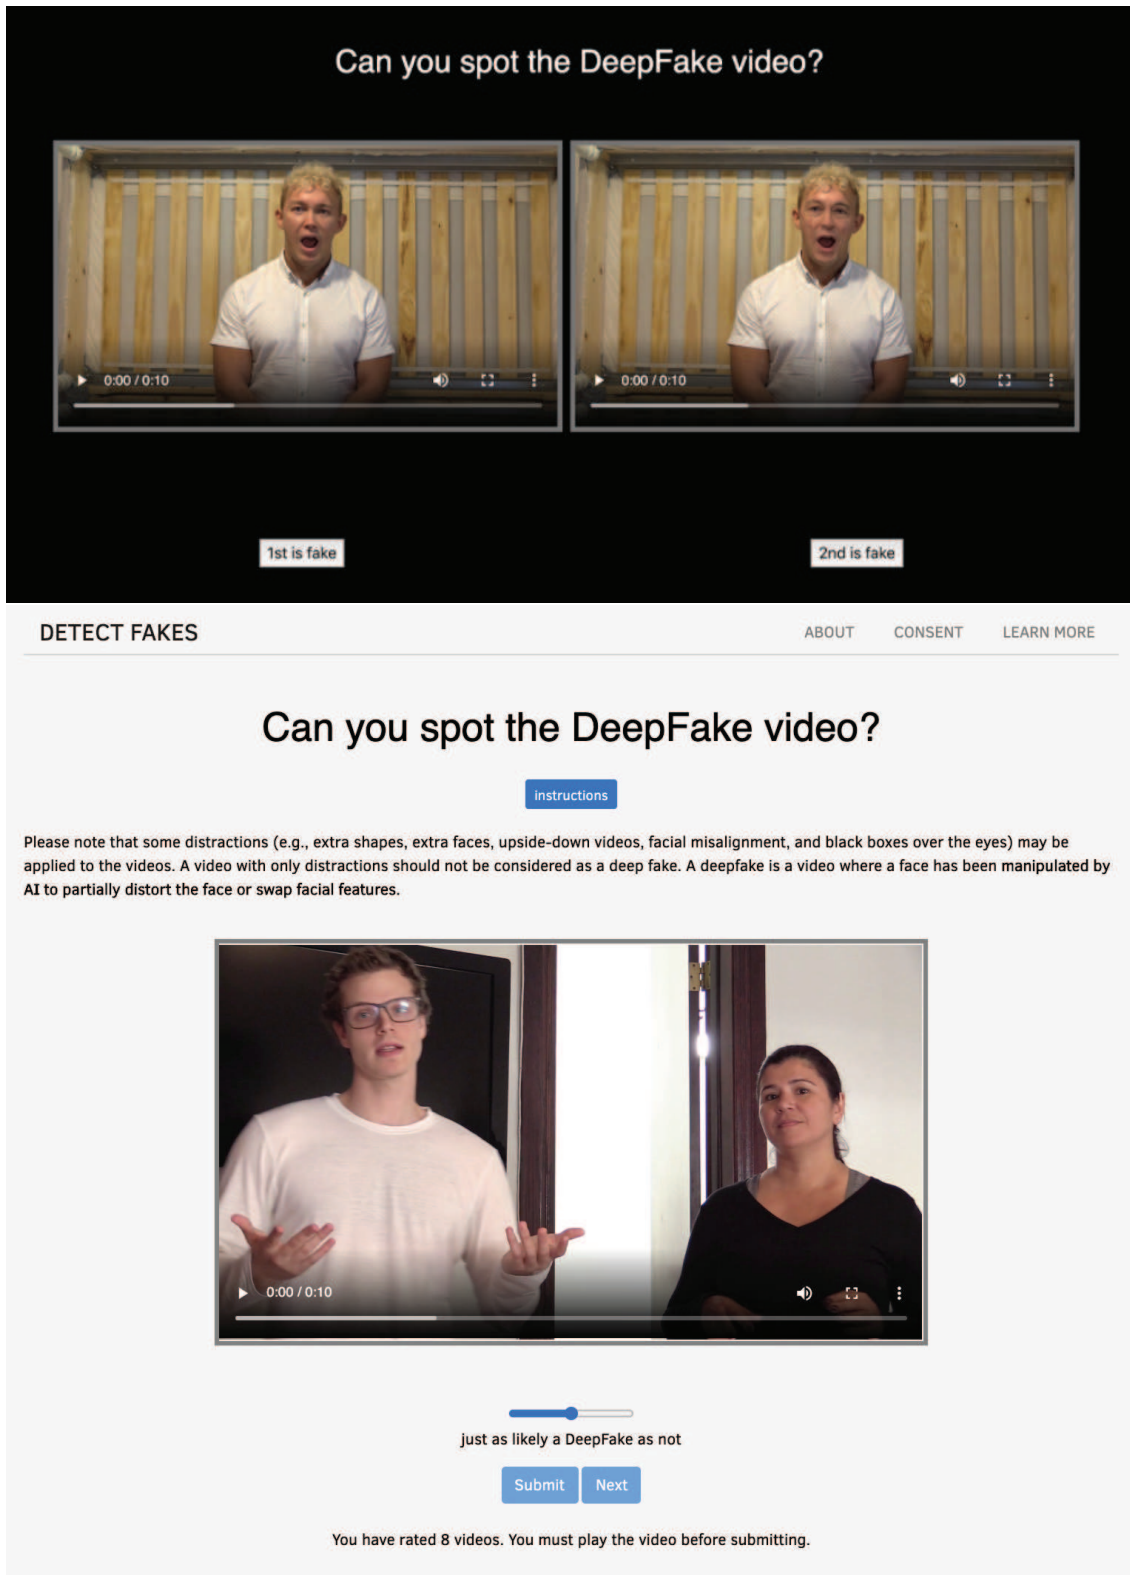 Can you spot the DeepFake video?
0:00 / 0:10
0:00 / 0:10
1st is fake
2nd is fake
DETECT FAKES
ABOUT
CONSENT
LEARN MORE
Can you spot the DeepFake video?
instructions
Please note that some distractions (e.g., extra shapes, extra faces, upside-down videos, facial misalignment, and black boxes over the eyes) may be
applied to the videos. A video with only distractions should not be considered as a deep fake. A deepfake is a video where a face has been manipulated by
AI to partially distort the face or swap facial features.
0:00 / 0:10
just as likely a DeepFake as not
Submit
Next
You have rated 8 videos. You must play the video before submitting.